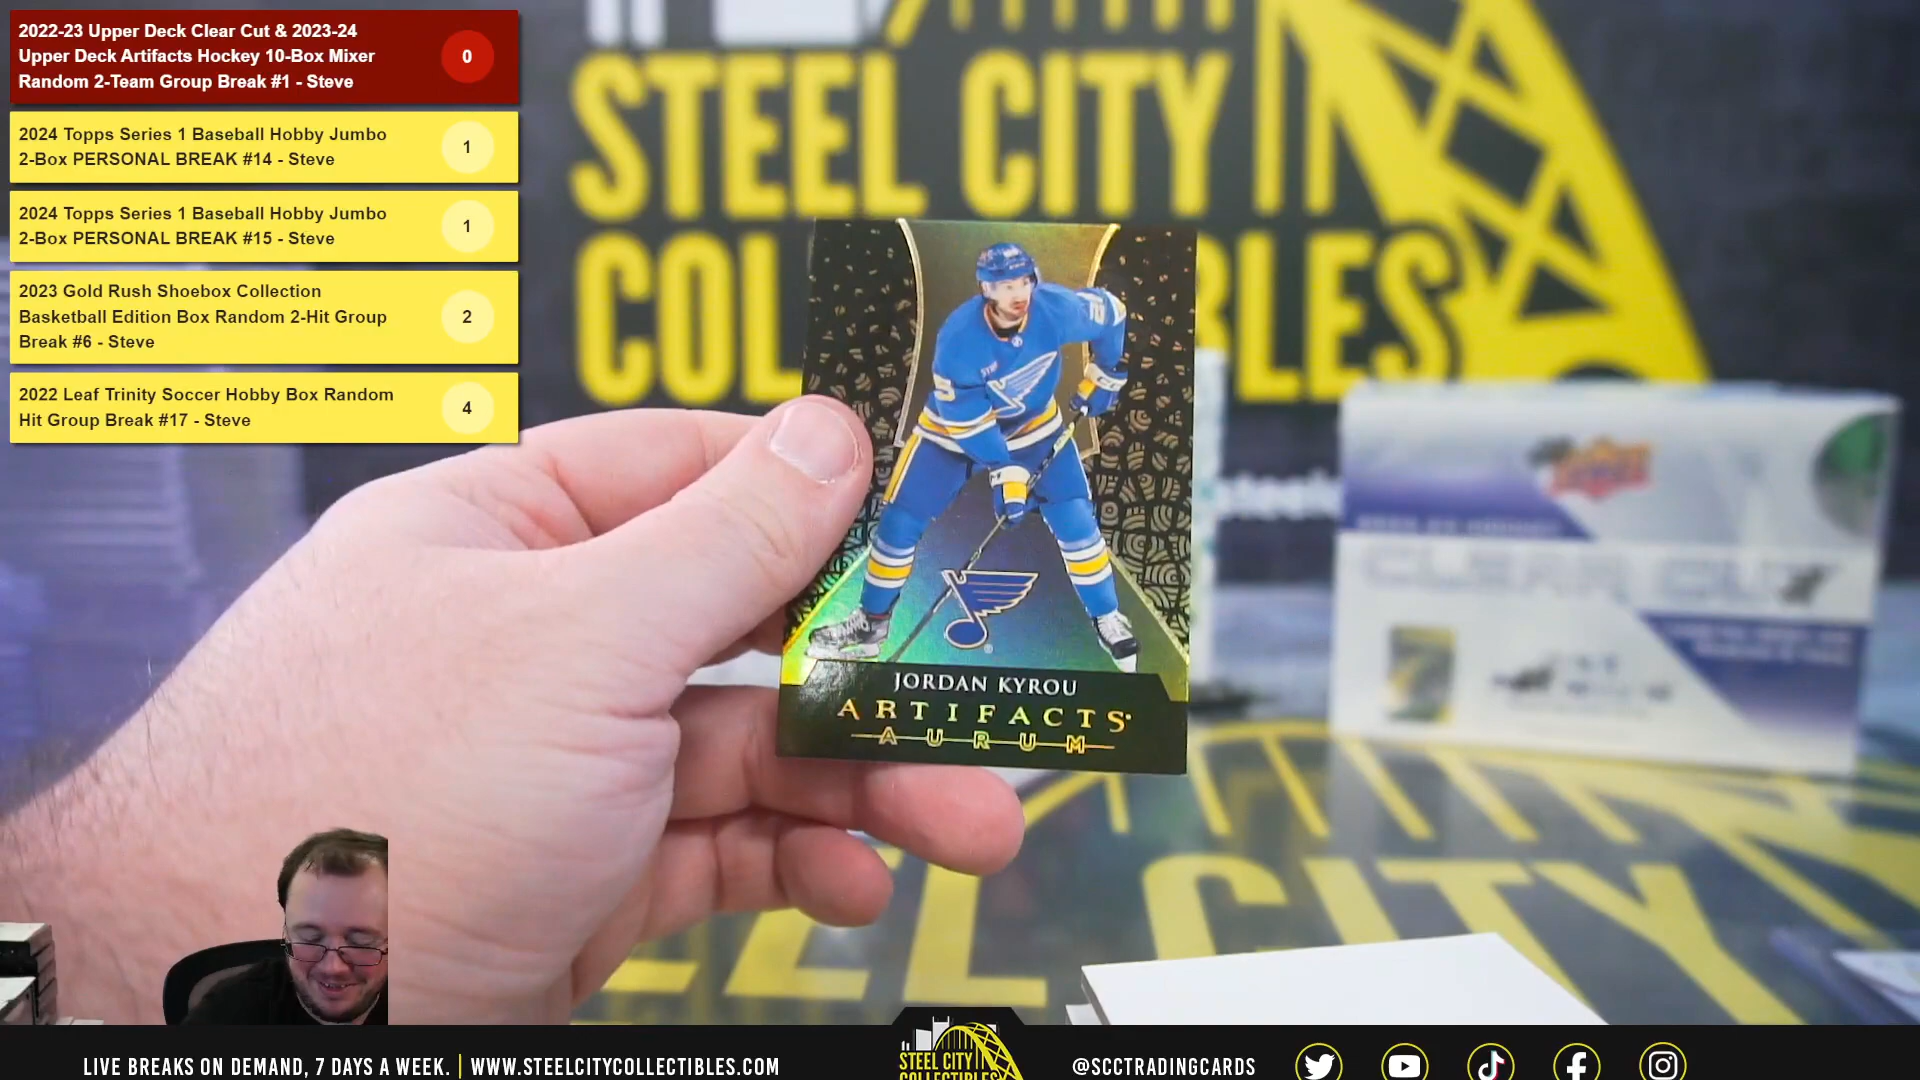 2022-23 Upper Deck Clear Cut & 2023-24
Upper Deck Artifacts Hockey 10-Box Mixer
Random 2-Team Group Break #1 - Steve
0
2024 Topps Series 1 Baseball Hobby Jumbo
2-Box PERSONAL BREAK #14 - Steve
1
2024 Topps Series 1 Baseball Hobby Jumbo
2-Box PERSONAL BREAK #15 - Steve
1
2023 Gold Rush Shoebox Collection
Basketball Edition Box Random 2-Hit Group
Break #6 - Steve
2
2022 Leaf Trinity Soccer Hobby Box Random
Hit Group Break #17 - Steve
4
STEEL CITY
COL BLES
JORDAN KYROU
ARTIFACTS
AURUM
CLEAR CUT
CITY
LIVE BREAKS ON DEMAND, 7 DAYS A WEEK. | WWW.STEELCITYCOLLECTIBLES.COM
STEEL CITY
COLLECTIBLES
@SCCTRADINGCARDS